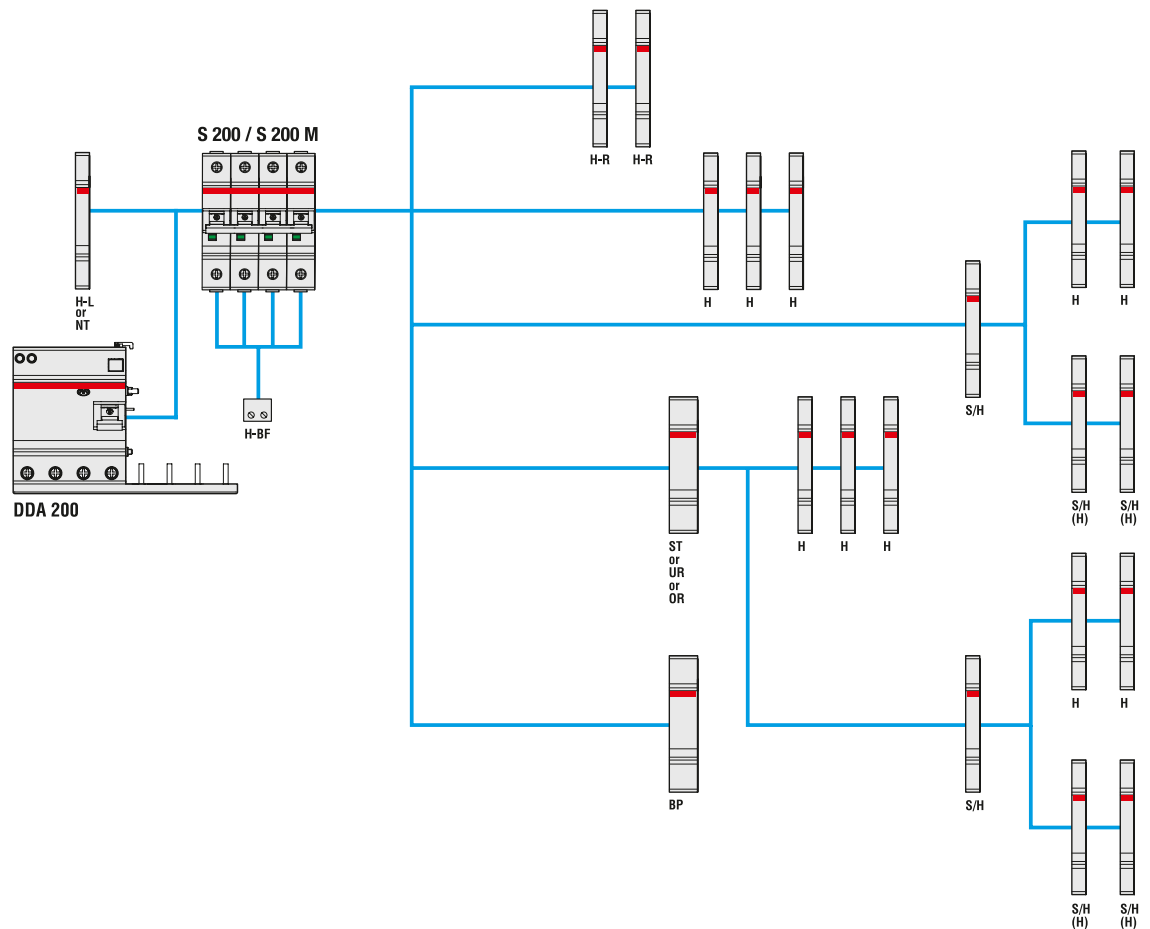 S 200 / S 200 M
H-R
H-R
H-L
or
NT
H
H
H
H
H
S/H
H-BF
DDA 200
ST
or
UR
or
OR
H
H
H
S/H
(H)
S/H
(H)
H
H
BP
S/H
S/H
(H)
S/H
(H)